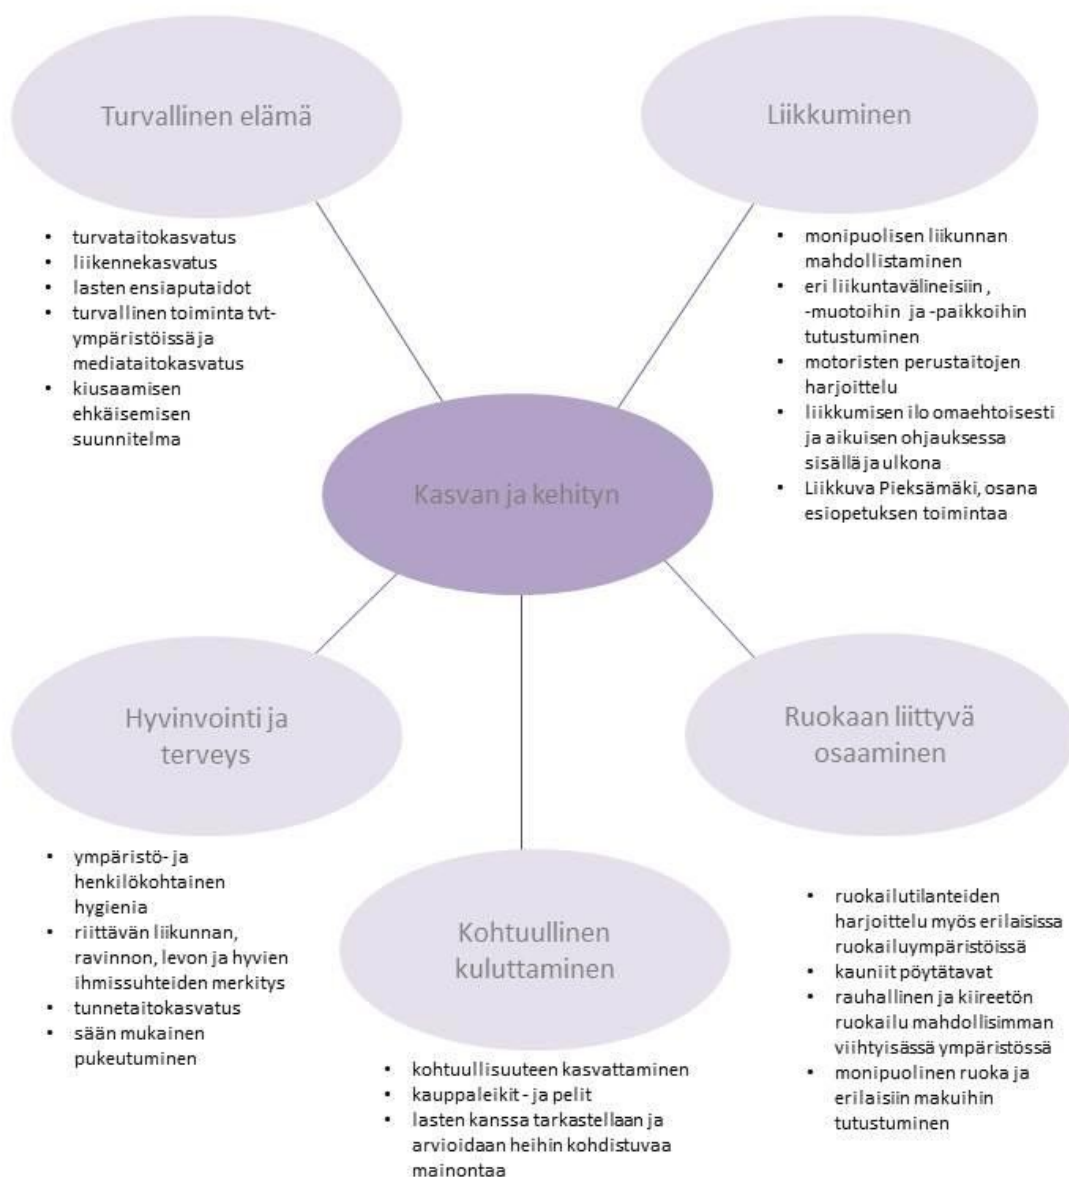 Turvallinen elämä
• turvataitokasvatus
• liikennekasvatus
• lasten ensiaputaidot
• turvallinen toiminta tvt-
ympäristöissä ja
mediataitokasvatus
• kiusaamisen
ehkäisemisen
suunnitelma
Liikkuminen
• monipuolisen liikunnan
mahdollistaminen
• eri liikuntavälineisiin ,
-muotoihin ja -paikkoihin
tutustuminen
• motoristen perustaitojen
harjoittelu
• liikkumisen ilo omaehtoisesti
ja aikuisen ohjauksessa
sisällä ja ulkona
• Liikkuva Pieksämäki, osana
esiopetuksen toimintaa
Kasvan ja kehityn
Hyvinvointi ja
terveys
• ympäristö- ja
henkilökohtainen
hygienia
• riittävän liikunnan,
ravinnon, levon ja hyvien
ihmissuhteiden merkitys
• tunnetaitokasvatus
• sään mukainen
pukeutuminen
Kohtuullinen
kuluttaminen
• kohtuullisuuteen kasvattaminen
• kauppaleikit - ja pelit
• lasten kanssa tarkastellaan ja
arvioidaan heihin kohdistuvaa
mainontaa
Ruokaan liittyvä
osaaminen
• ruokailutilanteiden
harjoittelu myös erilaisissa
ruokailuympäristöissä
• kauniit pöytätavat
• rauhallinen ja kiireetön
ruokailu mahdollisimman
viihtyisässä ympäristössä
• monipuolinen ruoka ja
erilaisiin makuihin
tutustuminen